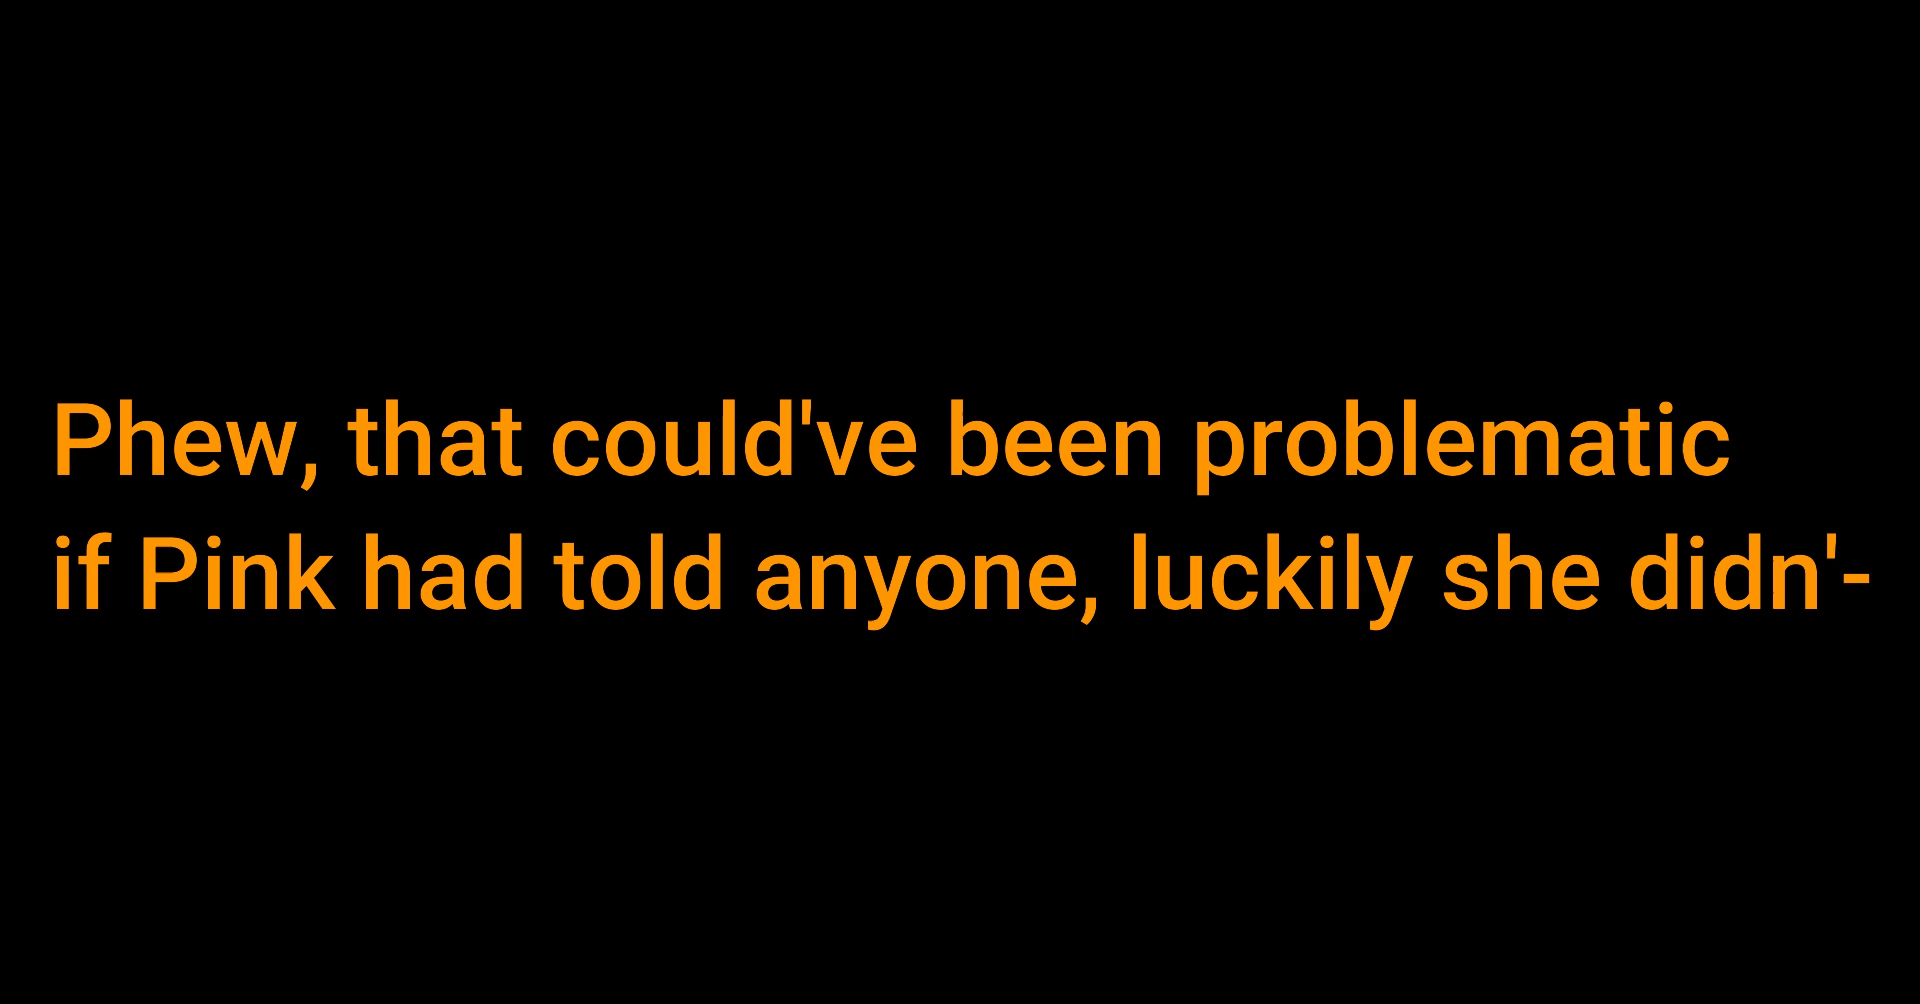 Phew, that could've been problematic
if Pink had told anyone, luckily she didn'-